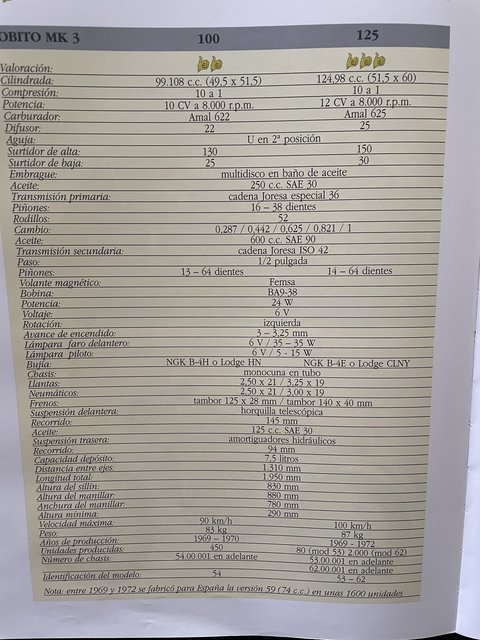 OBITO MK 3 100 125
Valoración:
Cilindrada: 99.108 c.c. (49,5 x 51,5) 124,98 c.c. (51,5 x 60)
Compresión: 10 a 1 10 a 1
Potencia: 10 CV a 8.000 r.p.m. 12 CV a 8.000 r.p.m.
Carburador: Amal 622 Amal 625
Difusor: 22 25
Aguja: U en 2ª posición
Surtidor de alta: 130 150
Surtidor de baja: 25 30
Embrague: multidisco en baño de aceite
Aceite: 250 c.c. SAE 30
Transmisión primaria: cadena Joresa especial 36
Piñones: 16 – 38 dientes
Rodillos: 52
Cambio: 0,287 / 0,442 / 0,625 / 0,821 / 1
Aceite: 600 c.c. SAE 90
Transmisión secundaria: cadena Joresa ISO 42
Paso: 1/2 pulgada
Piñones: 13 – 64 dientes 14 – 64 dientes
Volante magnético: Femsa
Bobina: BA9-38
Potencia: 24 W
Voltaje: 6 V
Rotación: izquierda
Avance de encendido: 3 – 3,25 mm
Lámpara faro delantero: 6 V / 35 – 35 W
Lámpara piloto: 6 V / 5 - 15 W
Bujía: NGK B-4H o Lodge HN NGK B-4E o Lodge CLNY
Chasis: monocuna en tubo
Llantas: 2,50 x 21 / 3,25 x 19
Neumáticos: 2,50 x 21 / 3,00 x 19
Frenos: tambor 125 x 28 mm / tambor 140 x 40 mm
Suspensión delantera: horquilla telescópica
Recorrido: 145 mm
Aceite: 125 c.c. SAE 30
Suspensión trasera: amortiguadores hidráulicos
Recorrido: 94 mm
Capacidad depósito: 7,5 litros
Distancia entre ejes: 1.310 mm
Longitud total: 1.950 mm
Altura del sillín: 830 mm
Altura del manillar: 880 mm
Anchura del manillar: 780 mm
Altura mínima: 290 mm
Velocidad máxima: 90 km/h 100 km/h
Peso: 83 kg 87 kg
Años de producción: 1969 – 1970 1969 - 1972
Unidades producidas: 450 80 (mod 53) 2.000 (mod 62)
Número de chasis: 54.00.001 en adelante 53.00.001 en adelante
62.00.001 en adelante
Identificación del modelo: 54 53 – 62
Nota: entre 1969 y 1972 se fabricó para España la versión 59 (74 c.c.) en unas 1600 unidades